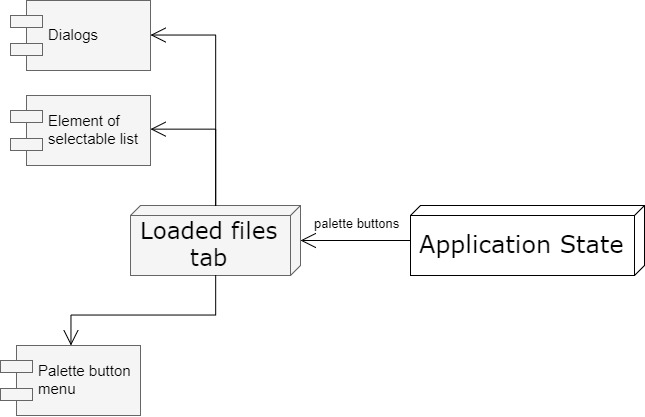 Dialogs
Element of
selectable list
palette buttons
Loaded files
tab
Application State
Palette button
menu